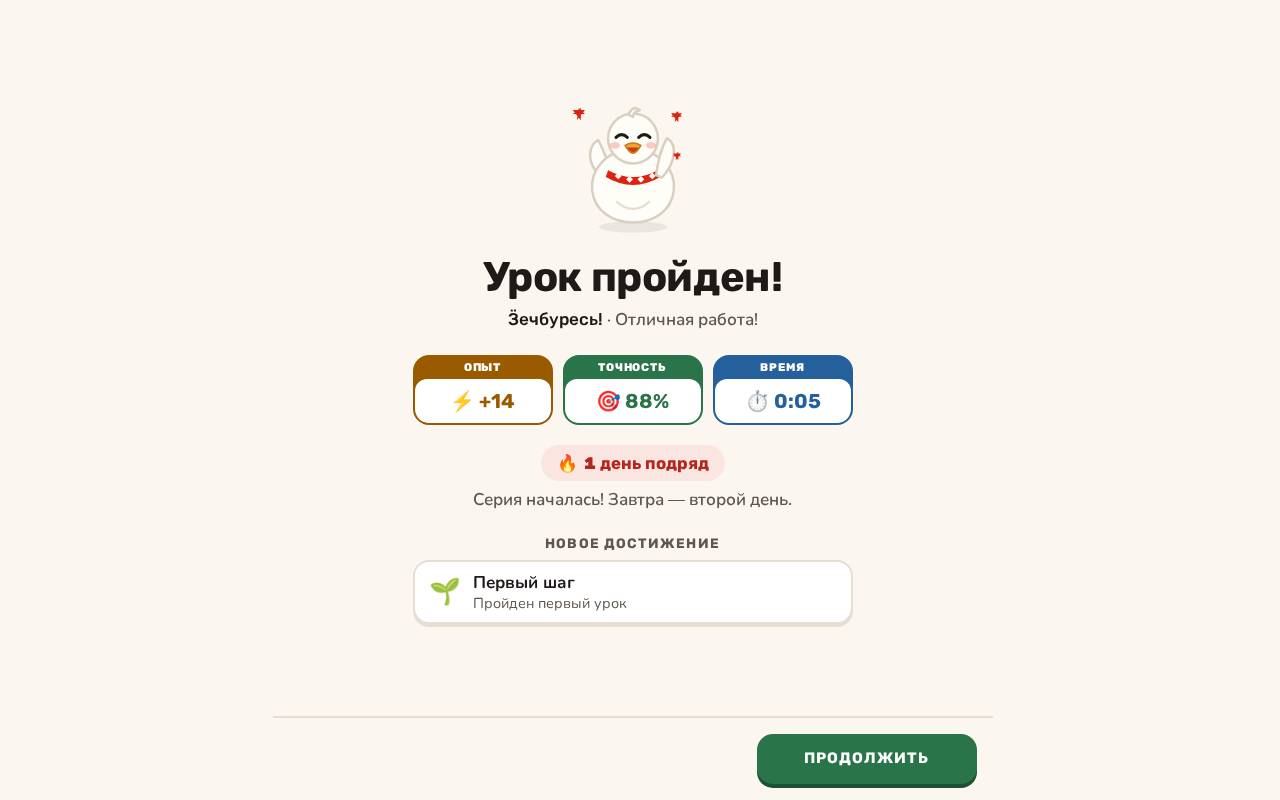 Урок пройден!
Ӟечбуресь! · Отличная работа!
ОПЫТ
ТОЧНОСТЬ
ВРЕМЯ
⚡ +14
🎯 88%
⏱️ 0:05
🔥 1 день подряд
Серия началась! Завтра — второй день.
НОВОЕ ДОСТИЖЕНИЕ
🌱 Первый шаг
Пройден первый урок
ПРОДОЛЖИТЬ